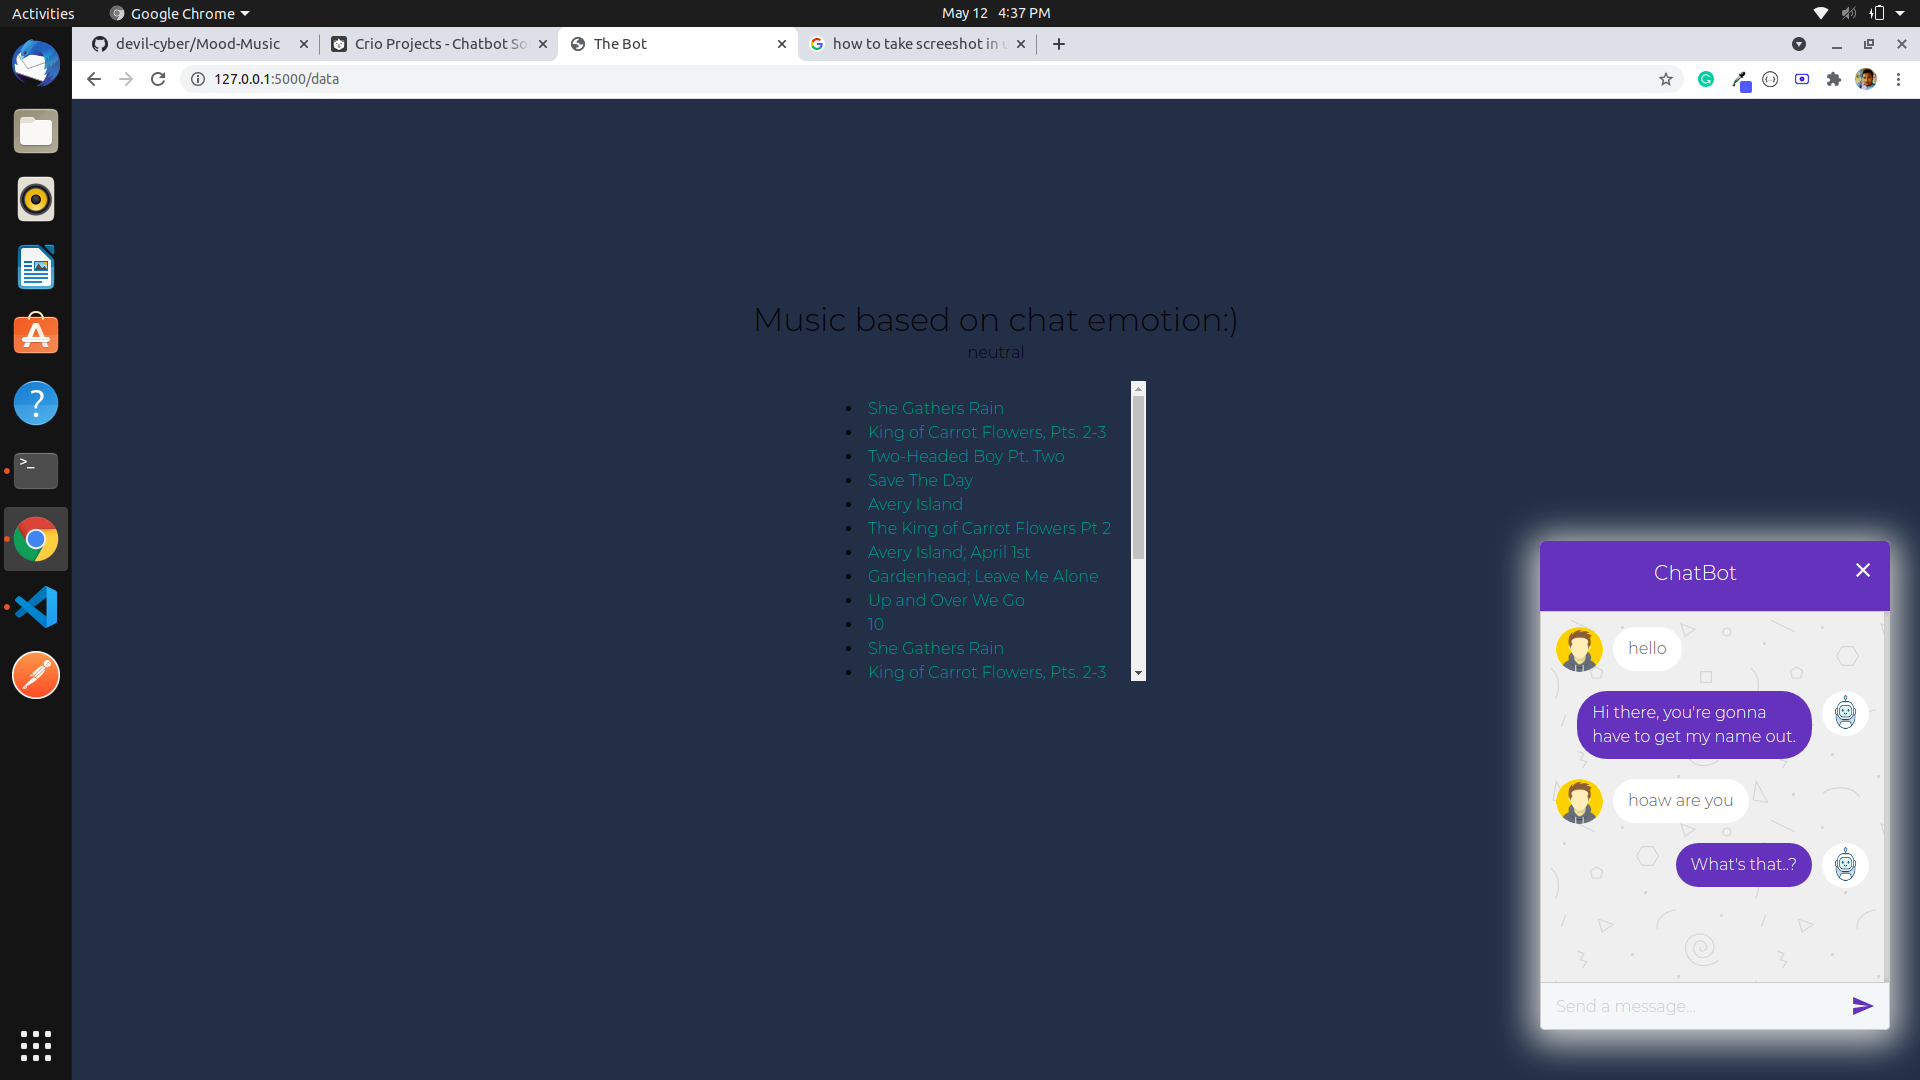 Activities
Google Chrome
May 12 4:37 PM
devil-cyber/Mood-Music
Crio Projects - Chatbot So
The Bot
how to take screeshot in u
127.0.0.1:5000/data
Music based on chat emotion:)
neutral
She Gathers Rain
King of Carrot Flowers, Pts. 2-3
Two-Headed Boy Pt. Two
Save The Day
Avery Island
The King of Carrot Flowers Pt 2
Avery Island; April 1st
Gardenhead; Leave Me Alone
Up and Over We Go
10
She Gathers Rain
King of Carrot Flowers, Pts. 2-3
ChatBot
hello
Hi there, you're gonna
have to get my name out.
hoaw are you
What's that..?
Send a message...